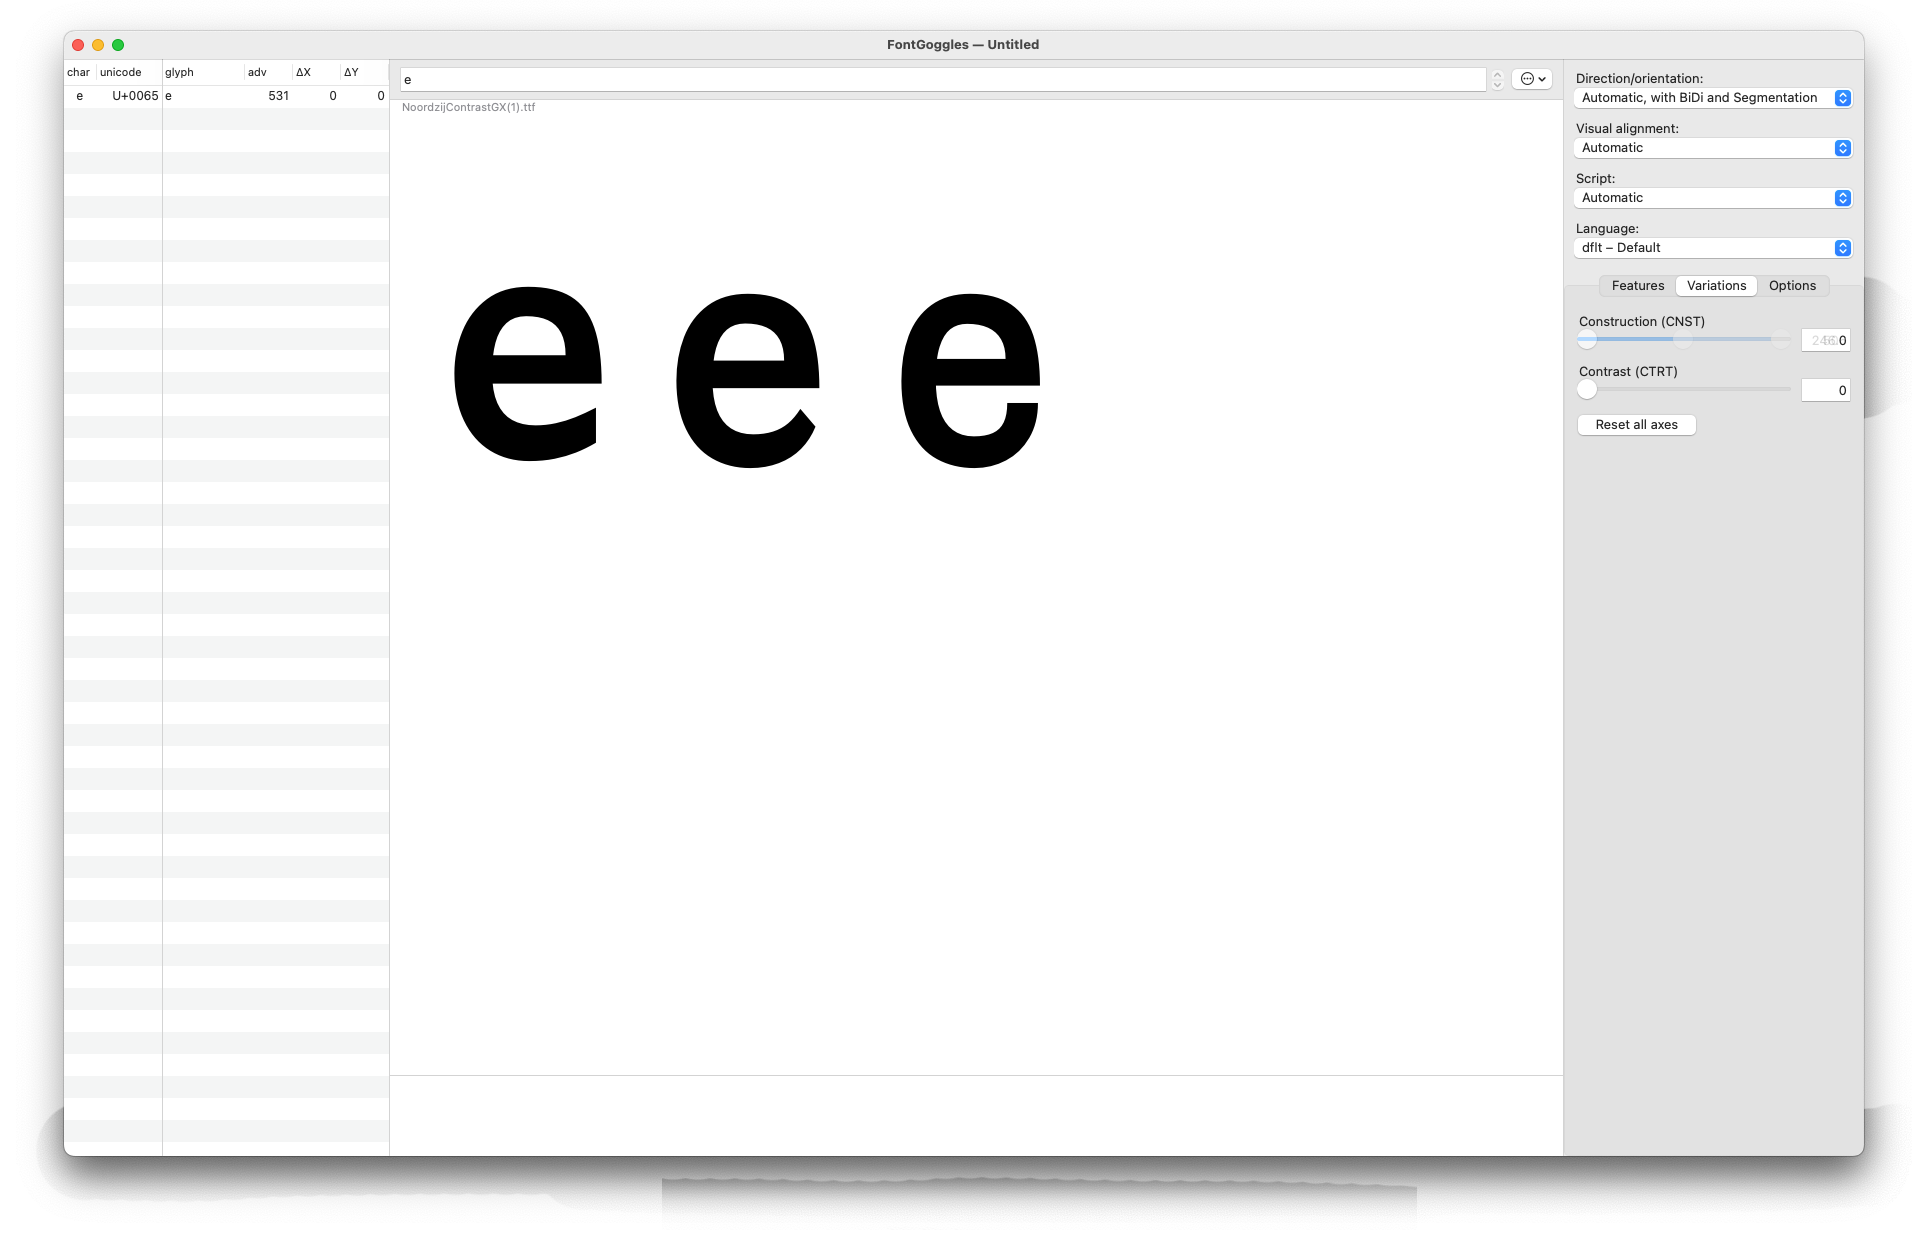 FontGoggles — Untitled
char unicode glyph adv ΔX ΔY
e U+0065 e 531 0 0
e
NoordzijContrastGX(1).ttf
e e e
Direction/orientation:
Automatic, with BiDi and Segmentation
Visual alignment:
Automatic
Script:
Automatic
Language:
dflt – Default
Features Variations Options
Construction (CNST)
0
Contrast (CTRT)
0
Reset all axes